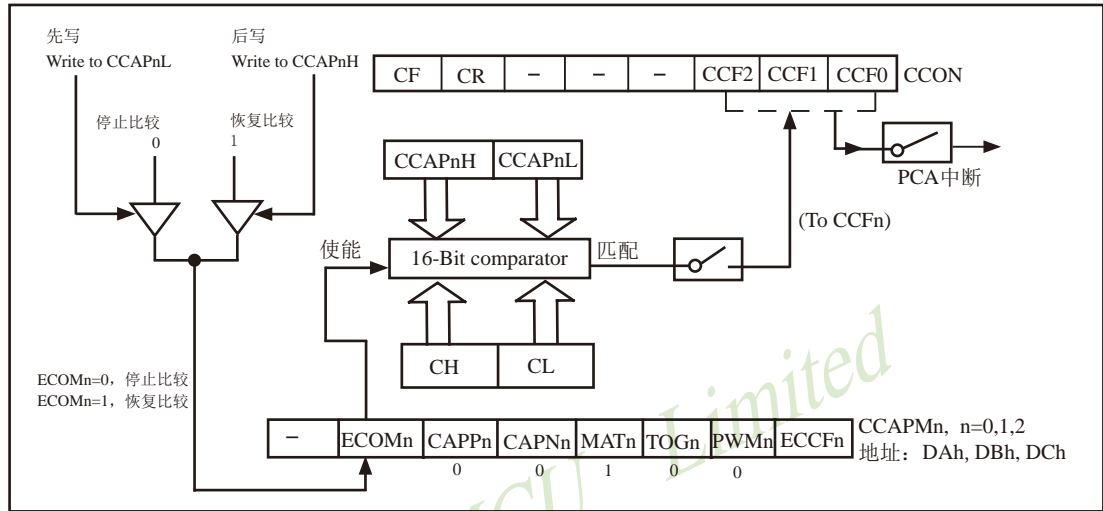 先写
Write to CCAPnL
后写
Write to CCAPnH
停止比较
0
恢复比较
1
CF CR – – – CCF2 CCF1 CCF0 CCON
PCA中断
CCAPnH CCAPnL
(To CCFn)
使能
16-Bit comparator
匹配
CH CL
ECOMn=0，停止比较
ECOMn=1，恢复比较
– ECOMn CAPPn CAPNn MATn TOGn PWMn ECCFn
0 0 1 0 0
CCAPMn, n=0,1,2
地址：DAh, DBh, DCh
MCU Limited